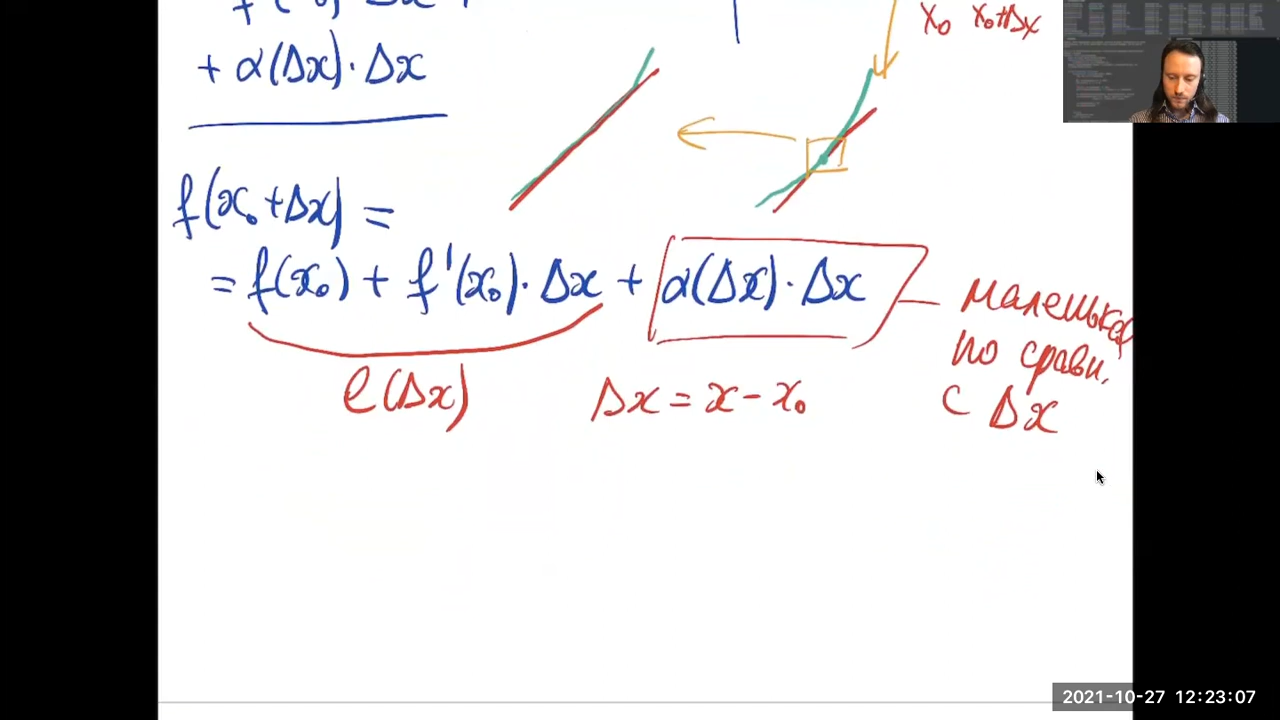 x₀ x₀+Δx
+ α(Δx)·Δx
f(x₀+Δx) =
= f(x₀) + f'(x₀)·Δx + α(Δx)·Δx
маленькая
по сравн.
с Δx
ℓ(Δx)
Δx = x - x₀
2021-10-27 12:23:07